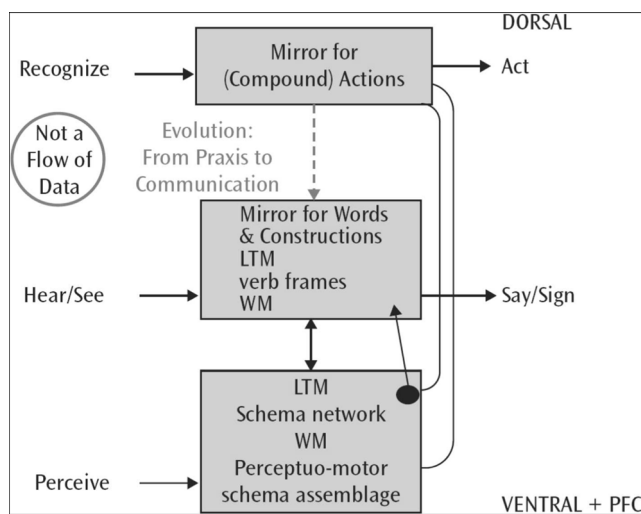 DORSAL
Recognize
Mirror for
(Compound) Actions
Act
Not a
Flow of
Data
Evolution:
From Praxis to
Communication
Mirror for Words
& Constructions
LTM
verb frames
WM
Hear/See
Say/Sign
LTM
Schema network
WM
Perceptuo-motor
schema assemblage
Perceive
VENTRAL + PFC